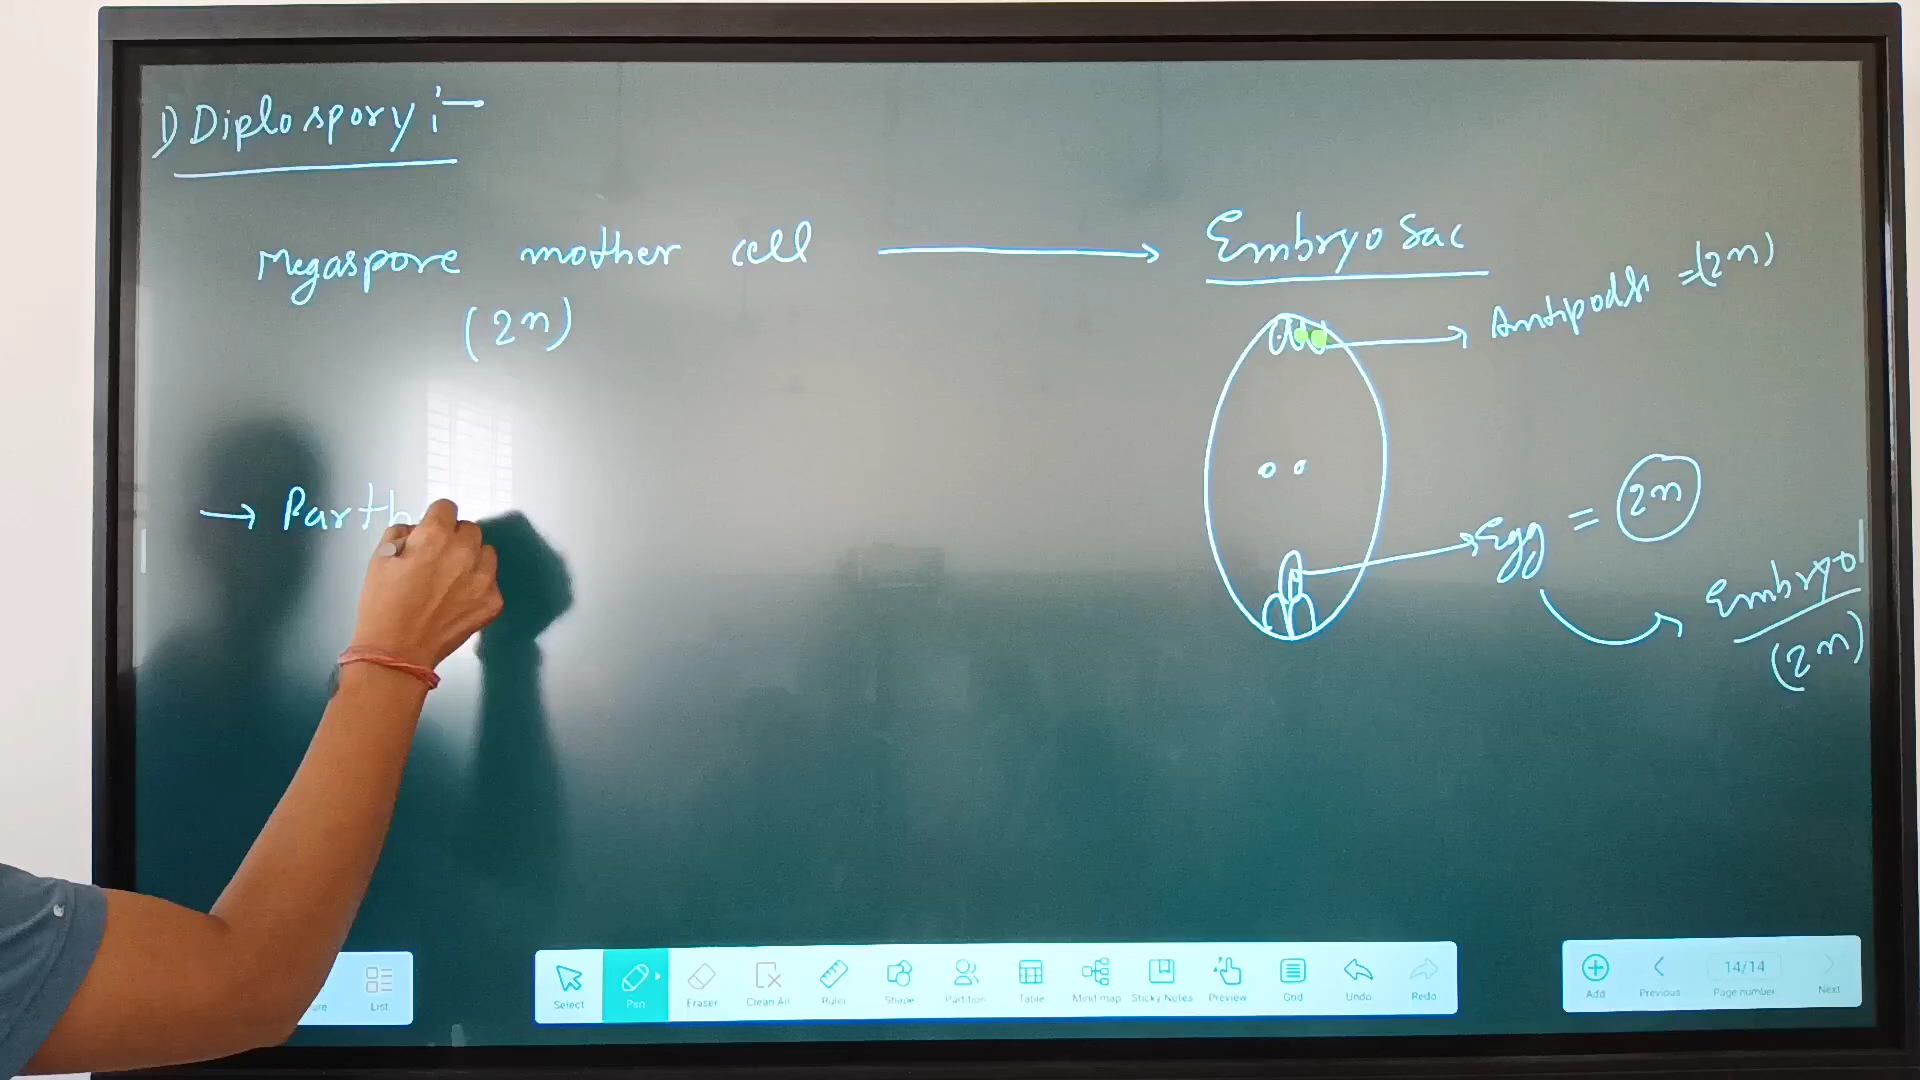 1) Diplospory :-
Megaspore mother cell → Embryo Sac
(2n)
Antipodals = (2n)
→ Parth
Egg = 2n
Embryo
(2n)
List
Select
Pen
Eraser
Clean All
Ruler
Shape
Partition
Table
Mind map
Sticky Notes
Preview
Grid
Undo
Redo
Add
Previous
14/14
Page number
Next